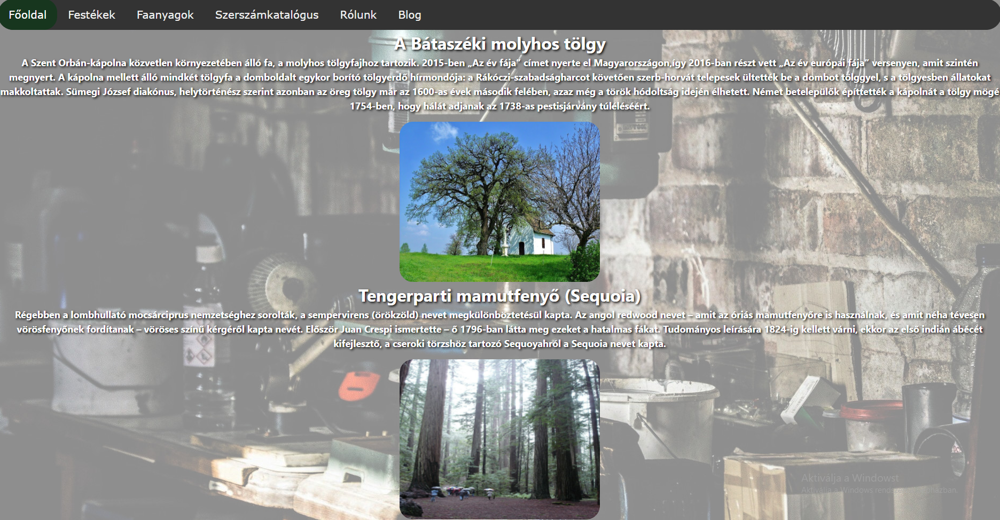 Főoldal Festékek Faanyagok Szerszámkatalógus Rólunk Blog
A Bátaszéki molyhos tölgy
A Szent Orbán-kápolna közvetlen környezetében álló fa, a molyhos tölgyfajhoz tartozik. 2015-ben „Az év fája” címet nyerte el Magyarországon,így 2016-ban részt vett „Az év európai fája” versenyen, amit szintén
megnyert. A kápolna mellett álló mindkét tölgyfa a domboldalt egykor borító tölgyerdő hírmondója: a Rákóczi-szabadságharcot követően szerb-horvát telepesek ültették be a dombot tölggyel, s a tölgyesben állatokat
makkoltattak. Sümegi József diakónus, helytörténész szerint azonban az öreg tölgy már az 1600-as évek második felében, azaz még a török hódoltság idején élhetett. Német betelepülők építtették a kápolnát a tölgy mögé
1754-ben, hogy hálát adjanak az 1738-as pestisjárvány túléléséért.
Tengerparti mamutfenyő (Sequoia)
Régebben a lombhullató mocsárciprus nemzetséghez sorolták, a sempervirens (örökzöld) nevet megkülönböztetésül kapta. Az angol redwood nevet – amit az óriás mamutfenyőre is használnak, és amit néha tévesen
vörösfenyőnek fordítanak – vöröses színű kérgéről kapta nevét. Először Juan Crespi ismertette – ő 1796-ban látta meg ezeket a hatalmas fákat. Tudományos leírására 1824-ig kellett várni, ekkor az első indián ábécét
kifejlesztő, a cseroki törzshöz tartozó Sequoyahról a Sequoia nevet kapta.
Aktiválja a Windowst
Aktiválja a Windows